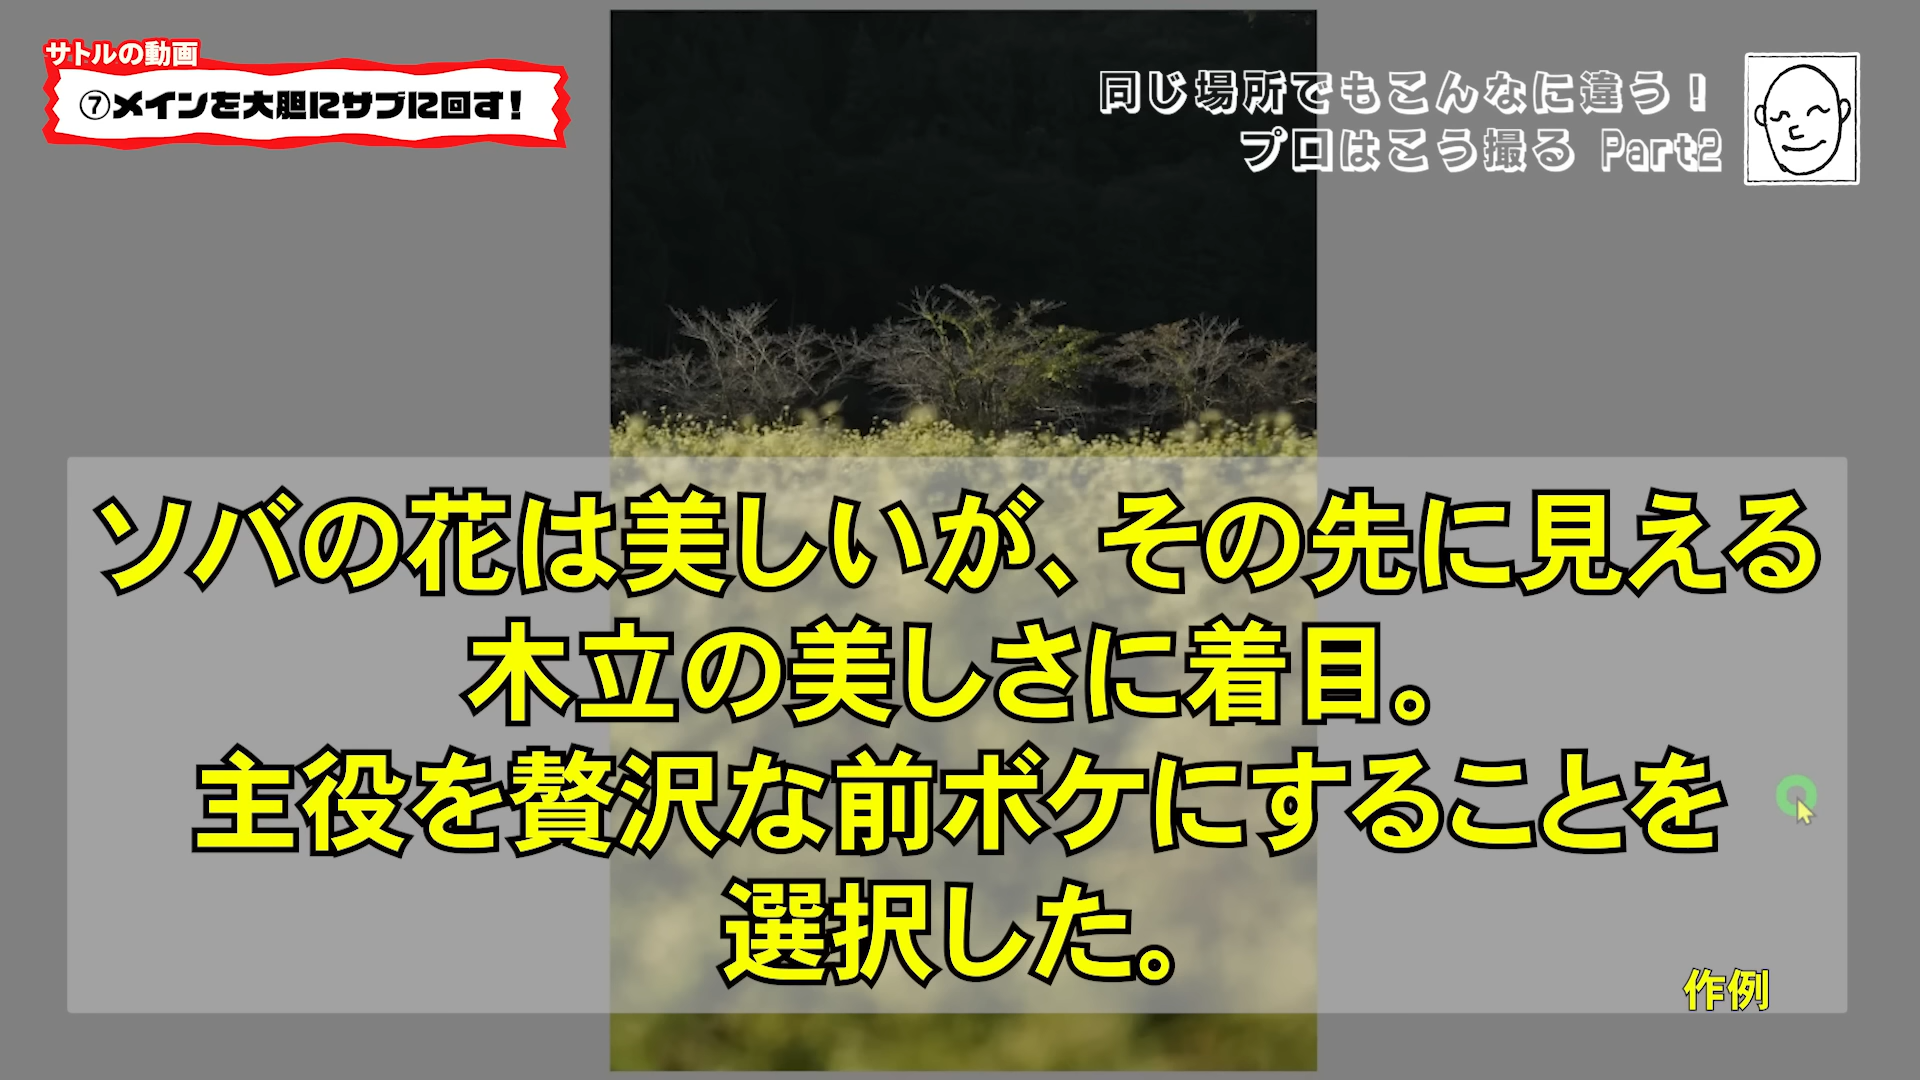 サトルの動画
⑦メインを大胆にサブに回す!
同じ場所でもこんなに違う!
プロはこう撮る Part2
ソバの花は美しいが、その先に見える
木立の美しさに着目。
主役を贅沢な前ボケにすることを
選択した。
作例